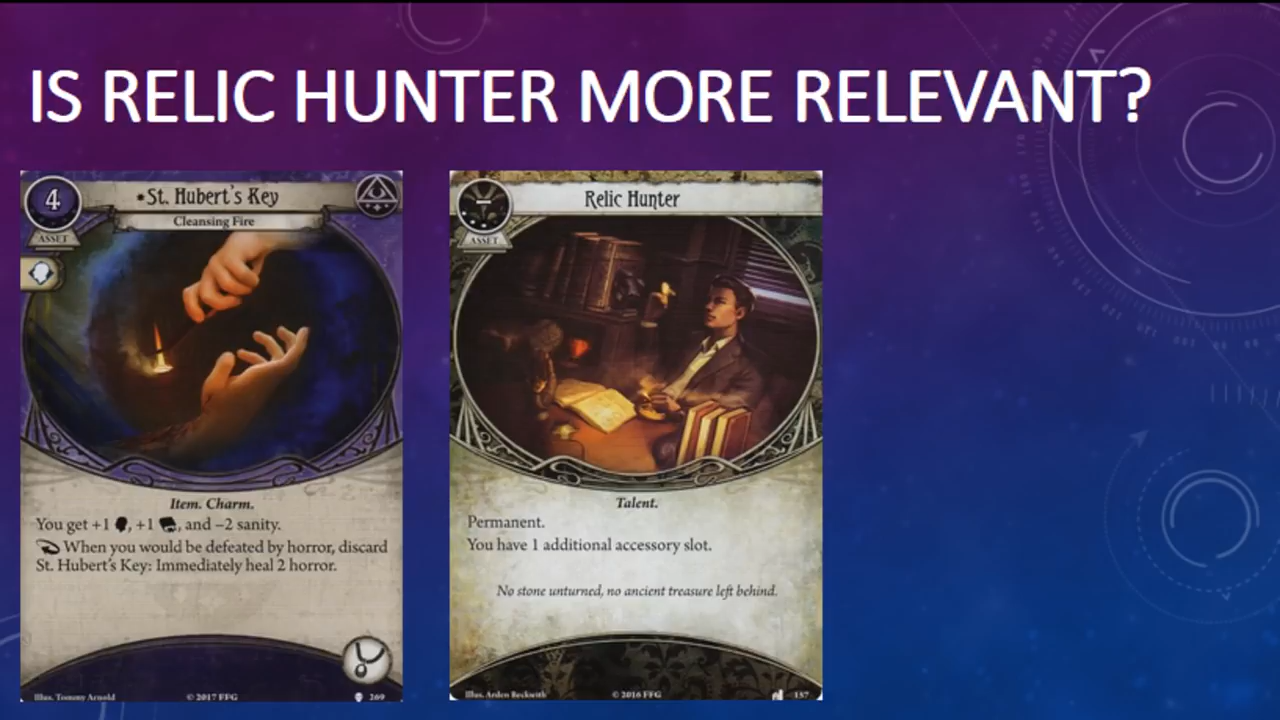 IS RELIC HUNTER MORE RELEVANT?
4
St. Hubert's Key
Cleansing Fire
ASSET
Item. Charm.
You get +1 , +1 , and –2 sanity.
When you would be defeated by horror, discard
St. Hubert's Key: Immediately heal 2 horror.
Illus. Tommy Arnold
© 2017 FFG
269
–
Relic Hunter
ASSET
Talent.
Permanent.
You have 1 additional accessory slot.
No stone unturned, no ancient treasure left behind.
Illus. Arden Beckwith
© 2016 FFG
157